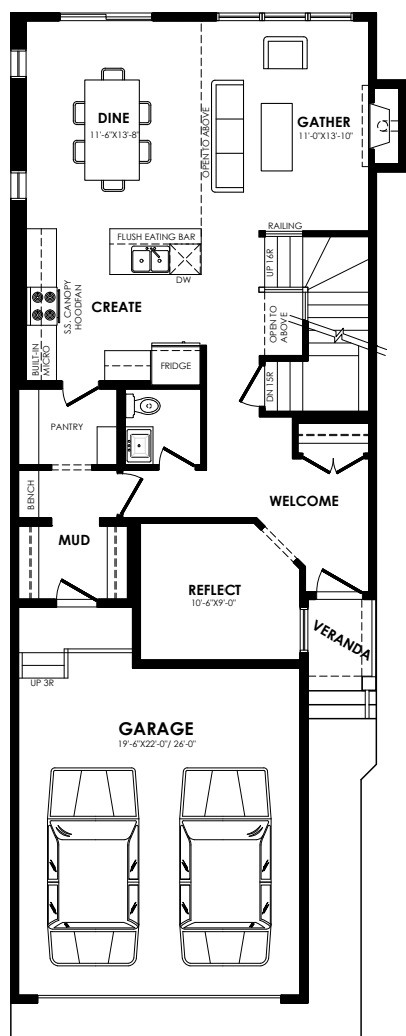 DINE
11'-6"X13'-8"
OPEN TO ABOVE
GATHER
11'-0"X13'-10"
RAILING
FLUSH EATING BAR
DW
UP 16R
S.S. CANOPY
HOODFAN
CREATE
OPEN TO
ABOVE
BUILT-IN
MICRO
FRIDGE
DN 15R
PANTRY
BENCH
WELCOME
MUD
REFLECT
10'-6"X9'-0"
VERANDA
UP 3R
GARAGE
19'-6"X22'-0"/ 26'-0"